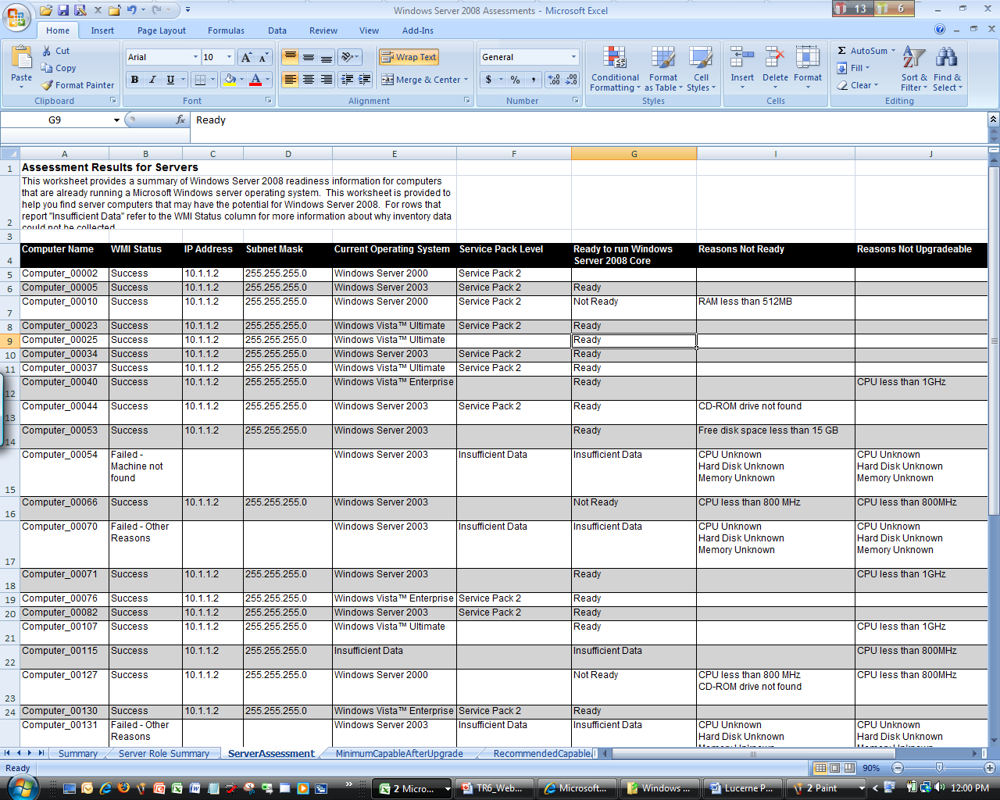 Windows Server 2008 Assessments - Microsoft Excel
13 6
Home Insert Page Layout Formulas Data Review View Add-Ins
Paste
Cut
Copy
Format Painter
Clipboard
Arial 10
B I U
Font
Wrap Text
Merge & Center
Alignment
General
$ % ,
Number
Conditional Formatting
Format as Table
Cell Styles
Styles
Insert Delete Format
Cells
AutoSum
Fill
Clear
Sort & Filter
Find & Select
Editing
G9 fx Ready
A B C D E F G I J
1 Assessment Results for Servers
This worksheet provides a summary of Windows Server 2008 readiness information for computers
that are already running a Microsoft Windows server operating system. This worksheet is provided to
help you find server computers that may have the potential for Windows Server 2008. For rows that
report "Insufficient Data" refer to the WMI Status column for more information about why inventory data
2 could not be collected
3
4 Computer Name WMI Status IP Address Subnet Mask Current Operating System Service Pack Level Ready to run Windows Server 2008 Core Reasons Not Ready Reasons Not Upgradeable
5 Computer_00002 Success 10.1.1.2 255.255.255.0 Windows Server 2000 Service Pack 2
6 Computer_00005 Success 10.1.1.2 255.255.255.0 Windows Server 2003 Service Pack 2 Ready
7 Computer_00010 Success 10.1.1.2 255.255.255.0 Windows Server 2000 Service Pack 2 Not Ready RAM less than 512MB
8 Computer_00023 Success 10.1.1.2 255.255.255.0 Windows Vista™ Ultimate Service Pack 2 Ready
9 Computer_00025 Success 10.1.1.2 255.255.255.0 Windows Vista™ Ultimate Ready
10 Computer_00034 Success 10.1.1.2 255.255.255.0 Windows Server 2003 Service Pack 2 Ready
11 Computer_00037 Success 10.1.1.2 255.255.255.0 Windows Vista™ Ultimate Service Pack 2 Ready
12 Computer_00040 Success 10.1.1.2 255.255.255.0 Windows Vista™ Enterprise Ready CPU less than 1GHz
13 Computer_00044 Success 10.1.1.2 255.255.255.0 Windows Server 2003 Service Pack 2 Ready CD-ROM drive not found
14 Computer_00053 Success 10.1.1.2 255.255.255.0 Windows Server 2003 Ready Free disk space less than 15 GB
15 Computer_00054 Failed - Machine not found Windows Server 2003 Insufficient Data Insufficient Data CPU Unknown Hard Disk Unknown Memory Unknown CPU Unknown Hard Disk Unknown Memory Unknown
16 Computer_00066 Success 10.1.1.2 255.255.255.0 Windows Server 2003 Not Ready CPU less than 800 MHz CPU less than 800MHz
17 Computer_00070 Failed - Other Reasons Windows Server 2003 Insufficient Data Insufficient Data CPU Unknown Hard Disk Unknown Memory Unknown CPU Unknown Hard Disk Unknown Memory Unknown
18 Computer_00071 Success 10.1.1.2 255.255.255.0 Windows Server 2003 Ready CPU less than 1GHz
19 Computer_00076 Success 10.1.1.2 255.255.255.0 Windows Vista™ Enterprise Service Pack 2 Ready
20 Computer_00082 Success 10.1.1.2 255.255.255.0 Windows Server 2003 Service Pack 2 Ready
21 Computer_00107 Success 10.1.1.2 255.255.255.0 Windows Vista™ Ultimate Ready CPU less than 1GHz
22 Computer_00115 Success 10.1.1.2 255.255.255.0 Insufficient Data Insufficient Data CPU less than 800MHz
23 Computer_00127 Success 10.1.1.2 255.255.255.0 Windows Server 2000 Not Ready CPU less than 800 MHz CD-ROM drive not found CPU less than 800MHz
24 Computer_00130 Success 10.1.1.2 255.255.255.0 Windows Vista™ Enterprise Service Pack 2 Ready
Computer_00131 Failed - Other Reasons Windows Server 2003 Insufficient Data Insufficient Data CPU Unknown Hard Disk Unknown Memory Unknown CPU Unknown Hard Disk Unknown Memory Unknown
Summary Server Role Summary ServerAssessment MinimumCapableAfterUpgrade RecommendedCapable
Ready 90%
2 Micro... TR6_Web... Microsoft... Windows ... Lucerne P... 2 Paint 12:00 PM